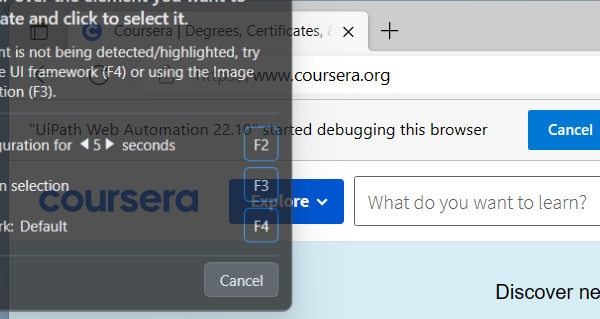 ate and click to select it.
Coursera | Degrees, Certificates, &
nt is not being detected/highlighted, try
e UI framework (F4) or using the Image
tion (F3).
https://www.coursera.org
"UiPath Web Automation 22.10" started debugging this browser
Cancel
guration for 5 seconds
F2
n selection
F3
rk: Default
F4
coursera
Explore
What do you want to learn?
Cancel
Discover ne